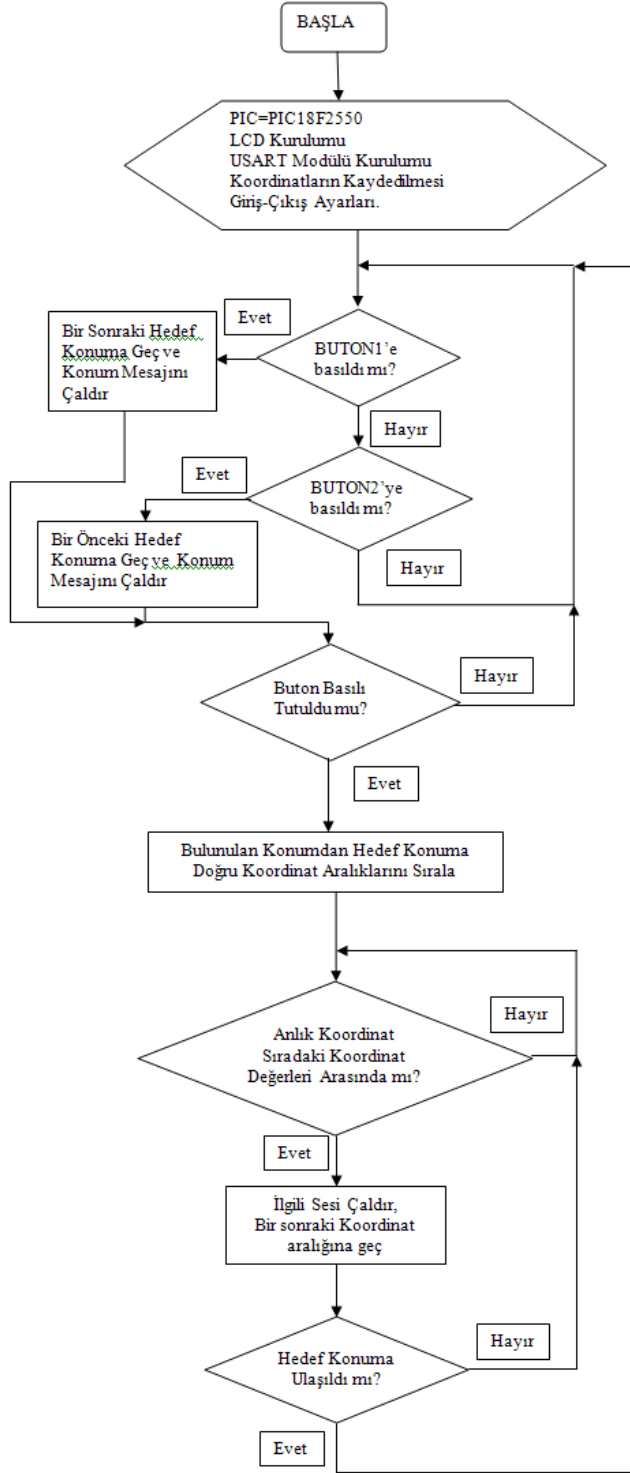 BAŞLA
PIC=PIC18F2550
LCD Kurulumu
USART Modülü Kurulumu
Koordinatların Kaydedilmesi
Giriş-Çıkış Ayarları.
Evet
Bir Sonraki Hedef
Konuma Geç ve
Konum Mesajını
Çaldır
BUTON1’e
basıldı mı?
Hayır
Evet
BUTON2’ye
basıldı mı?
Bir Önceki Hedef
Konuma Geç ve Konum
Mesajını Çaldır
Hayır
Buton Basılı
Tutuldu mu?
Hayır
Evet
Bulunulan Konumdan Hedef Konuma
Doğru Koordinat Aralıklarını Sırala
Anlık Koordinat
Sıradaki Koordinat
Değerleri Arasında mı?
Hayır
Evet
İlgili Sesi Çaldır,
Bir sonraki Koordinat
aralığına geç
Hedef Konuma
Ulaşıldı mı?
Hayır
Evet